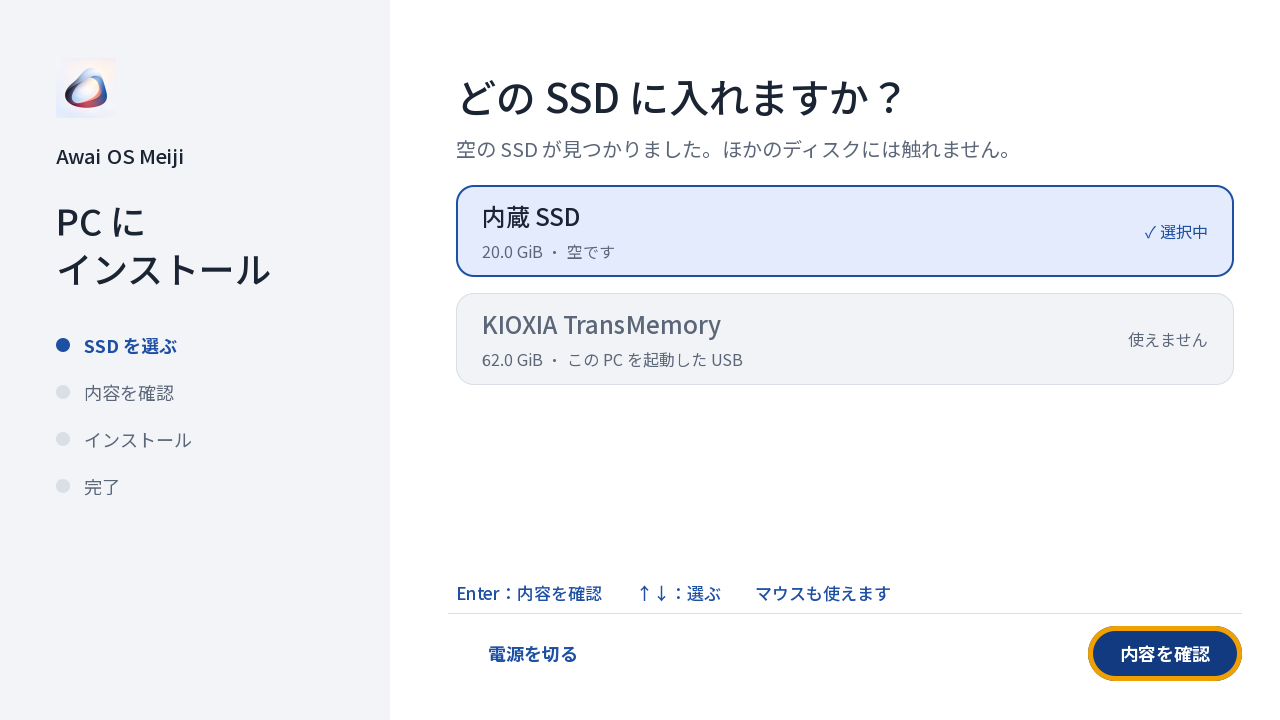 Awai OS Meiji
PC に
インストール
SSD を選ぶ
内容を確認
インストール
完了
どの SSD に入れますか？
空の SSD が見つかりました。ほかのディスクには触れません。
内蔵 SSD
20.0 GiB ・ 空です
✓ 選択中
KIOXIA TransMemory
62.0 GiB ・ この PC を起動した USB
使えません
Enter：内容を確認 ↑↓：選ぶ マウスも使えます
電源を切る
内容を確認